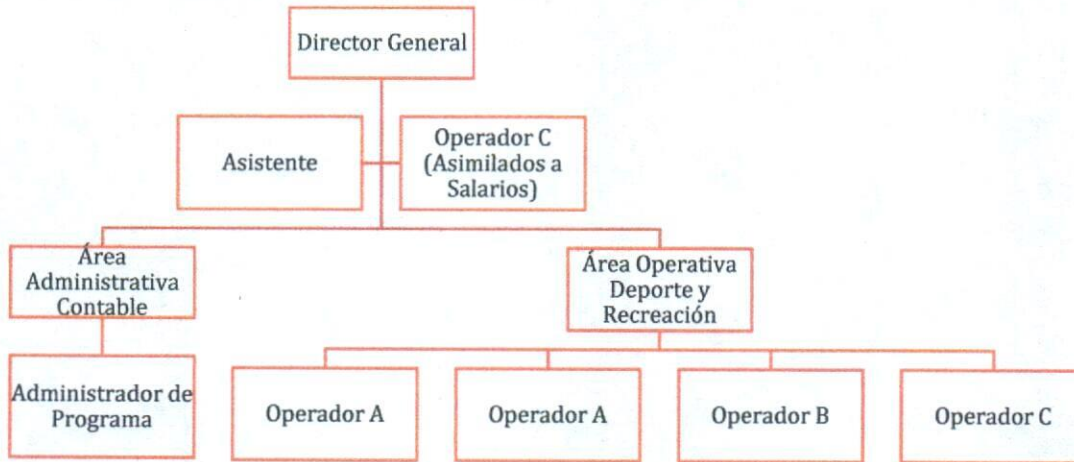 Director General
Asistente
Operador C
(Asimilados a
Salarios)
Área
Administrativa
Contable
Área Operativa
Deporte y
Recreación
Administrador de
Programa
Operador A
Operador A
Operador B
Operador C